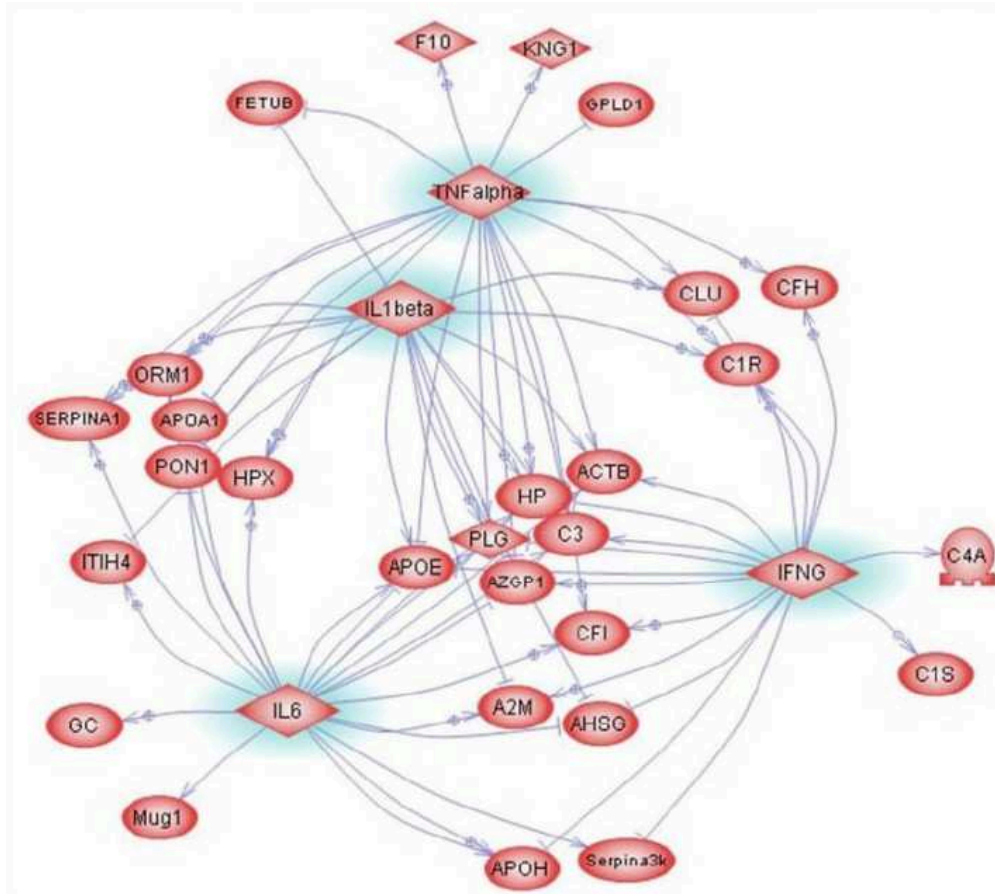 F10
KNG1
FETUB
GPLD1
TNFalpha
CLU
CFH
IL1beta
C1R
ORM1
SERPINA1
APOA1
PON1
HPX
ACTB
HP
PLG
C3
ITIH4
APOE
AZGP1
IFNG
C4A
CFI
C1S
GC
IL6
A2M
AHSG
Mug1
APOH
Serpina3k